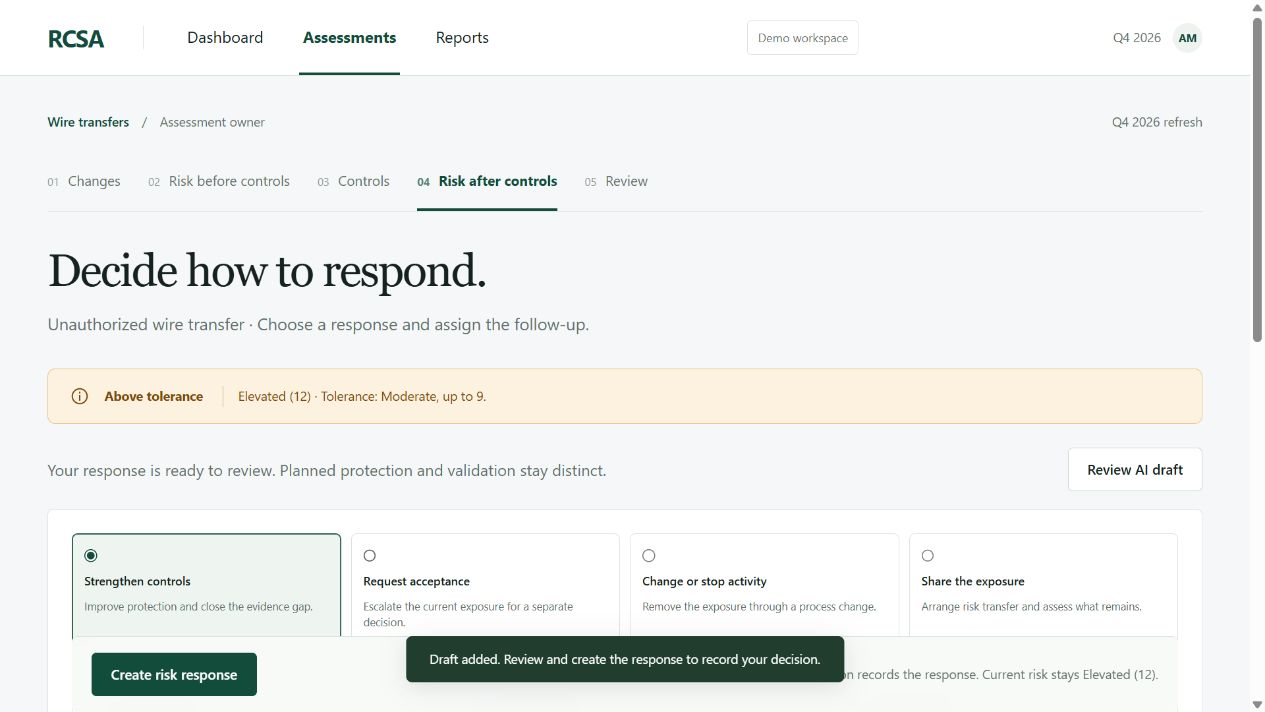 RCSA
Dashboard
Assessments
Reports
Demo workspace
Q4 2026
AM
Wire transfers / Assessment owner
Q4 2026 refresh
01 Changes
02 Risk before controls
03 Controls
04 Risk after controls
05 Review
Decide how to respond.
Unauthorized wire transfer · Choose a response and assign the follow-up.
Above tolerance
Elevated (12) · Tolerance: Moderate, up to 9.
Your response is ready to review. Planned protection and validation stay distinct.
Review AI draft
Strengthen controls
Improve protection and close the evidence gap.
Request acceptance
Escalate the current exposure for a separate
decision.
Change or stop activity
Remove the exposure through a process change.
Share the exposure
Arrange risk transfer and assess what remains.
Create risk response
Draft added. Review and create the response to record your decision.
records the response. Current risk stays Elevated (12).